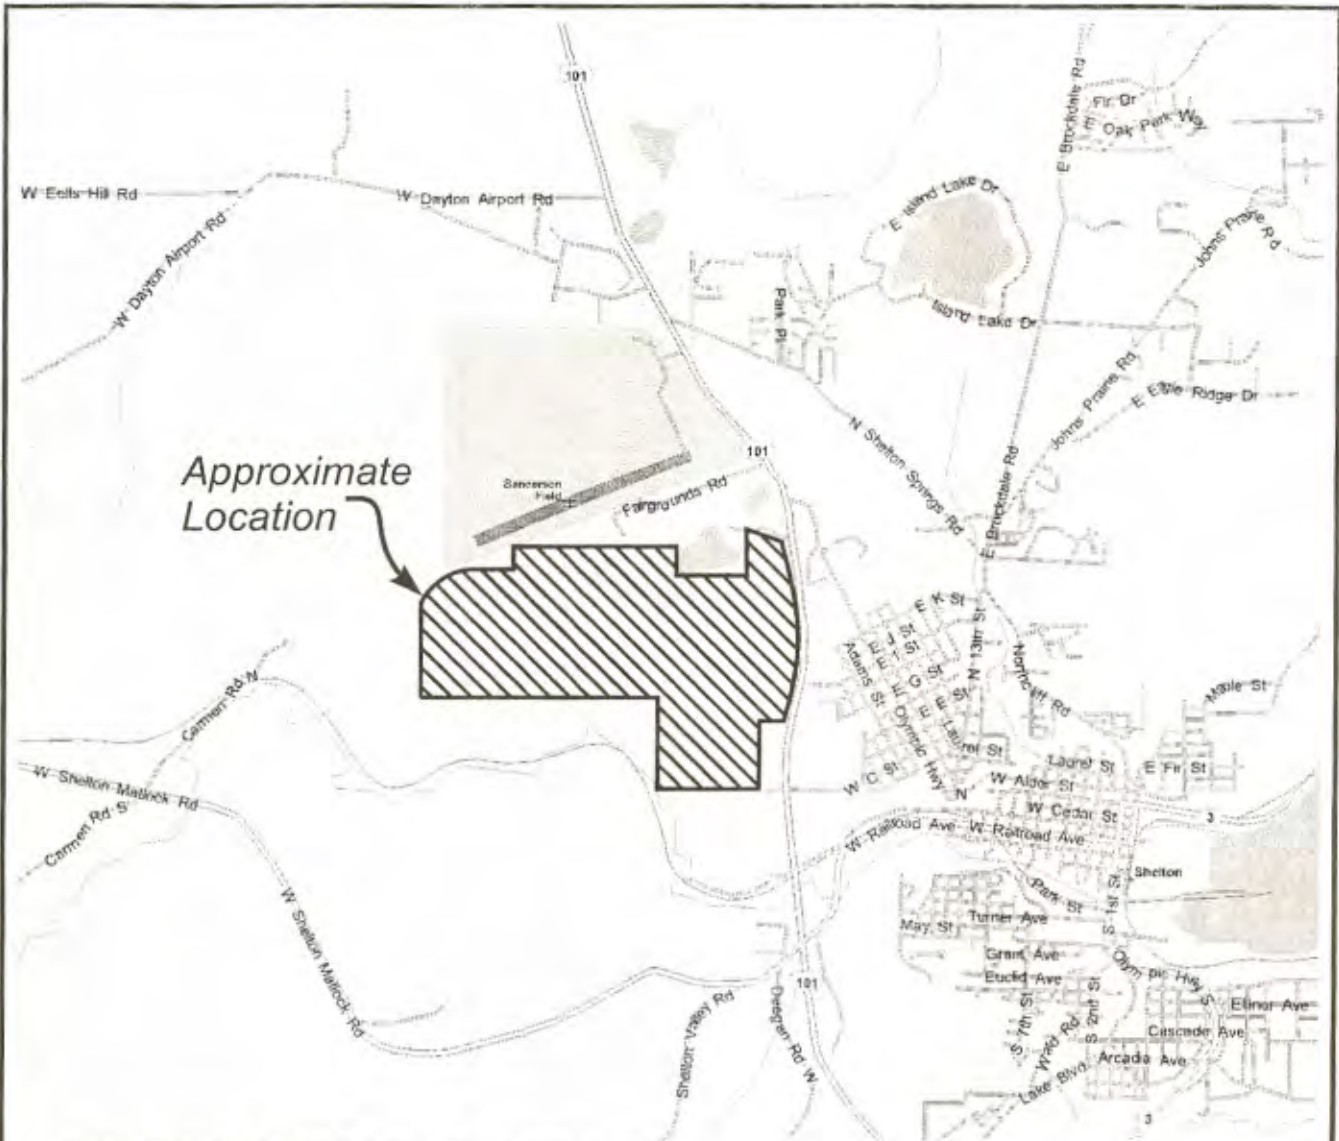 101
E Brockdale Rd
Fir Dr
E
Oak Park Way
W Eells Hill Rd
W Dayton Airport Rd
E Island Lake Dr
Johns Prairie Rd
W Dayton Airport Rd
Park Pl
Island Lake Dr
Johns Prairie Rd
E Eagle Ridge Dr
N Shelton Springs Rd
101
Approximate
Location
Sanderson
Field
Fairgrounds Rd
E Brockdale Rd
E K St
N 13th St
Northcliff Rd
Adams St
E
E
E
I St
G St
E
E
Olympic Hwy N
Maple St
Carmen Rd N
W C St
Laurel St
E Fir St
W Alder St
W Cedar St
3
W Shelton Matlock Rd
Carmen Rd S
W Railroad Ave
W Railroad Ave
Shelton
Park St
S 1st St
Turner Ave
May St
W Shelton Matlock Rd
Grant Ave
Euclid Ave
Olympic Hwy S
101
Shelton Valley Rd
Deegan Rd W
S 7th St
Ward Rd
S 2nd St
Ellinor Ave
Cascade Ave
Arcadia Ave
Lake Blvd
3